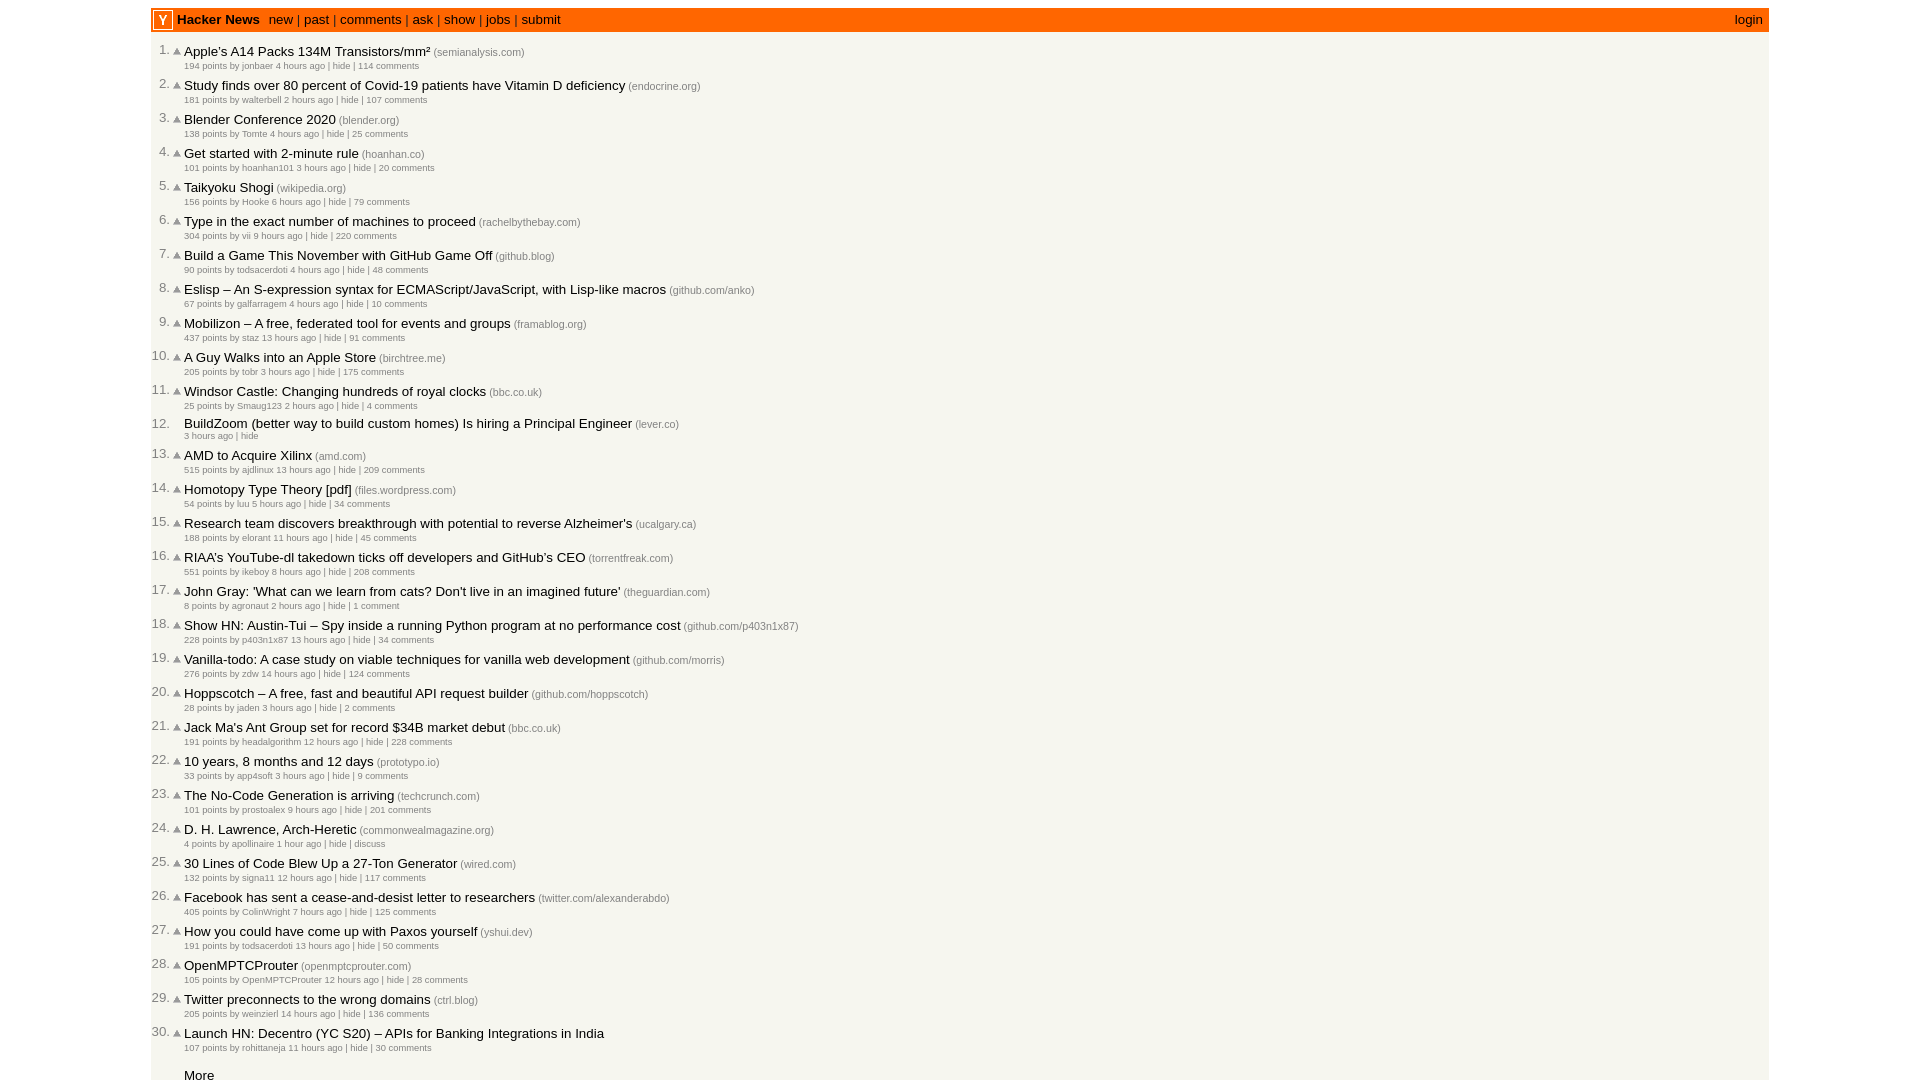 Y Hacker News new | past | comments | ask | show | jobs | submit login
1. Apple’s A14 Packs 134M Transistors/mm² (semianalysis.com)
194 points by jonbaer 4 hours ago | hide | 114 comments
2. Study finds over 80 percent of Covid-19 patients have Vitamin D deficiency (endocrine.org)
181 points by walterbell 2 hours ago | hide | 107 comments
3. Blender Conference 2020 (blender.org)
138 points by Tomte 4 hours ago | hide | 25 comments
4. Get started with 2-minute rule (hoanhan.co)
101 points by hoanhan101 3 hours ago | hide | 20 comments
5. Taikyoku Shogi (wikipedia.org)
156 points by Hooke 6 hours ago | hide | 79 comments
6. Type in the exact number of machines to proceed (rachelbythebay.com)
304 points by vii 9 hours ago | hide | 220 comments
7. Build a Game This November with GitHub Game Off (github.blog)
90 points by todsacerdoti 4 hours ago | hide | 48 comments
8. Eslisp – An S-expression syntax for ECMAScript/JavaScript, with Lisp-like macros (github.com/anko)
67 points by galfarragem 4 hours ago | hide | 10 comments
9. Mobilizon – A free, federated tool for events and groups (framablog.org)
437 points by staz 13 hours ago | hide | 91 comments
10. A Guy Walks into an Apple Store (birchtree.me)
205 points by tobr 3 hours ago | hide | 175 comments
11. Windsor Castle: Changing hundreds of royal clocks (bbc.co.uk)
25 points by Smaug123 2 hours ago | hide | 4 comments
12. BuildZoom (better way to build custom homes) Is hiring a Principal Engineer (lever.co)
3 hours ago | hide
13. AMD to Acquire Xilinx (amd.com)
515 points by ajdlinux 13 hours ago | hide | 209 comments
14. Homotopy Type Theory [pdf] (files.wordpress.com)
54 points by luu 5 hours ago | hide | 34 comments
15. Research team discovers breakthrough with potential to reverse Alzheimer's (ucalgary.ca)
188 points by elorant 11 hours ago | hide | 45 comments
16. RIAA’s YouTube-dl takedown ticks off developers and GitHub’s CEO (torrentfreak.com)
551 points by ikeboy 8 hours ago | hide | 208 comments
17. John Gray: 'What can we learn from cats? Don't live in an imagined future' (theguardian.com)
8 points by agronaut 2 hours ago | hide | 1 comment
18. Show HN: Austin-Tui – Spy inside a running Python program at no performance cost (github.com/p403n1x87)
228 points by p403n1x87 13 hours ago | hide | 34 comments
19. Vanilla-todo: A case study on viable techniques for vanilla web development (github.com/morris)
276 points by zdw 14 hours ago | hide | 124 comments
20. Hoppscotch – A free, fast and beautiful API request builder (github.com/hoppscotch)
28 points by jaden 3 hours ago | hide | 2 comments
21. Jack Ma's Ant Group set for record $34B market debut (bbc.co.uk)
191 points by headalgorithm 12 hours ago | hide | 228 comments
22. 10 years, 8 months and 12 days (prototypo.io)
33 points by app4soft 3 hours ago | hide | 9 comments
23. The No-Code Generation is arriving (techcrunch.com)
101 points by prostoalex 9 hours ago | hide | 201 comments
24. D. H. Lawrence, Arch-Heretic (commonwealmagazine.org)
4 points by apollinaire 1 hour ago | hide | discuss
25. 30 Lines of Code Blew Up a 27-Ton Generator (wired.com)
132 points by signa11 12 hours ago | hide | 117 comments
26. Facebook has sent a cease-and-desist letter to researchers (twitter.com/alexanderabdo)
405 points by ColinWright 7 hours ago | hide | 125 comments
27. How you could have come up with Paxos yourself (yshui.dev)
191 points by todsacerdoti 13 hours ago | hide | 50 comments
28. OpenMPTCProuter (openmptcprouter.com)
105 points by OpenMPTCProuter 12 hours ago | hide | 28 comments
29. Twitter preconnects to the wrong domains (ctrl.blog)
205 points by weinzierl 14 hours ago | hide | 136 comments
30. Launch HN: Decentro (YC S20) – APIs for Banking Integrations in India
107 points by rohittaneja 11 hours ago | hide | 30 comments
More